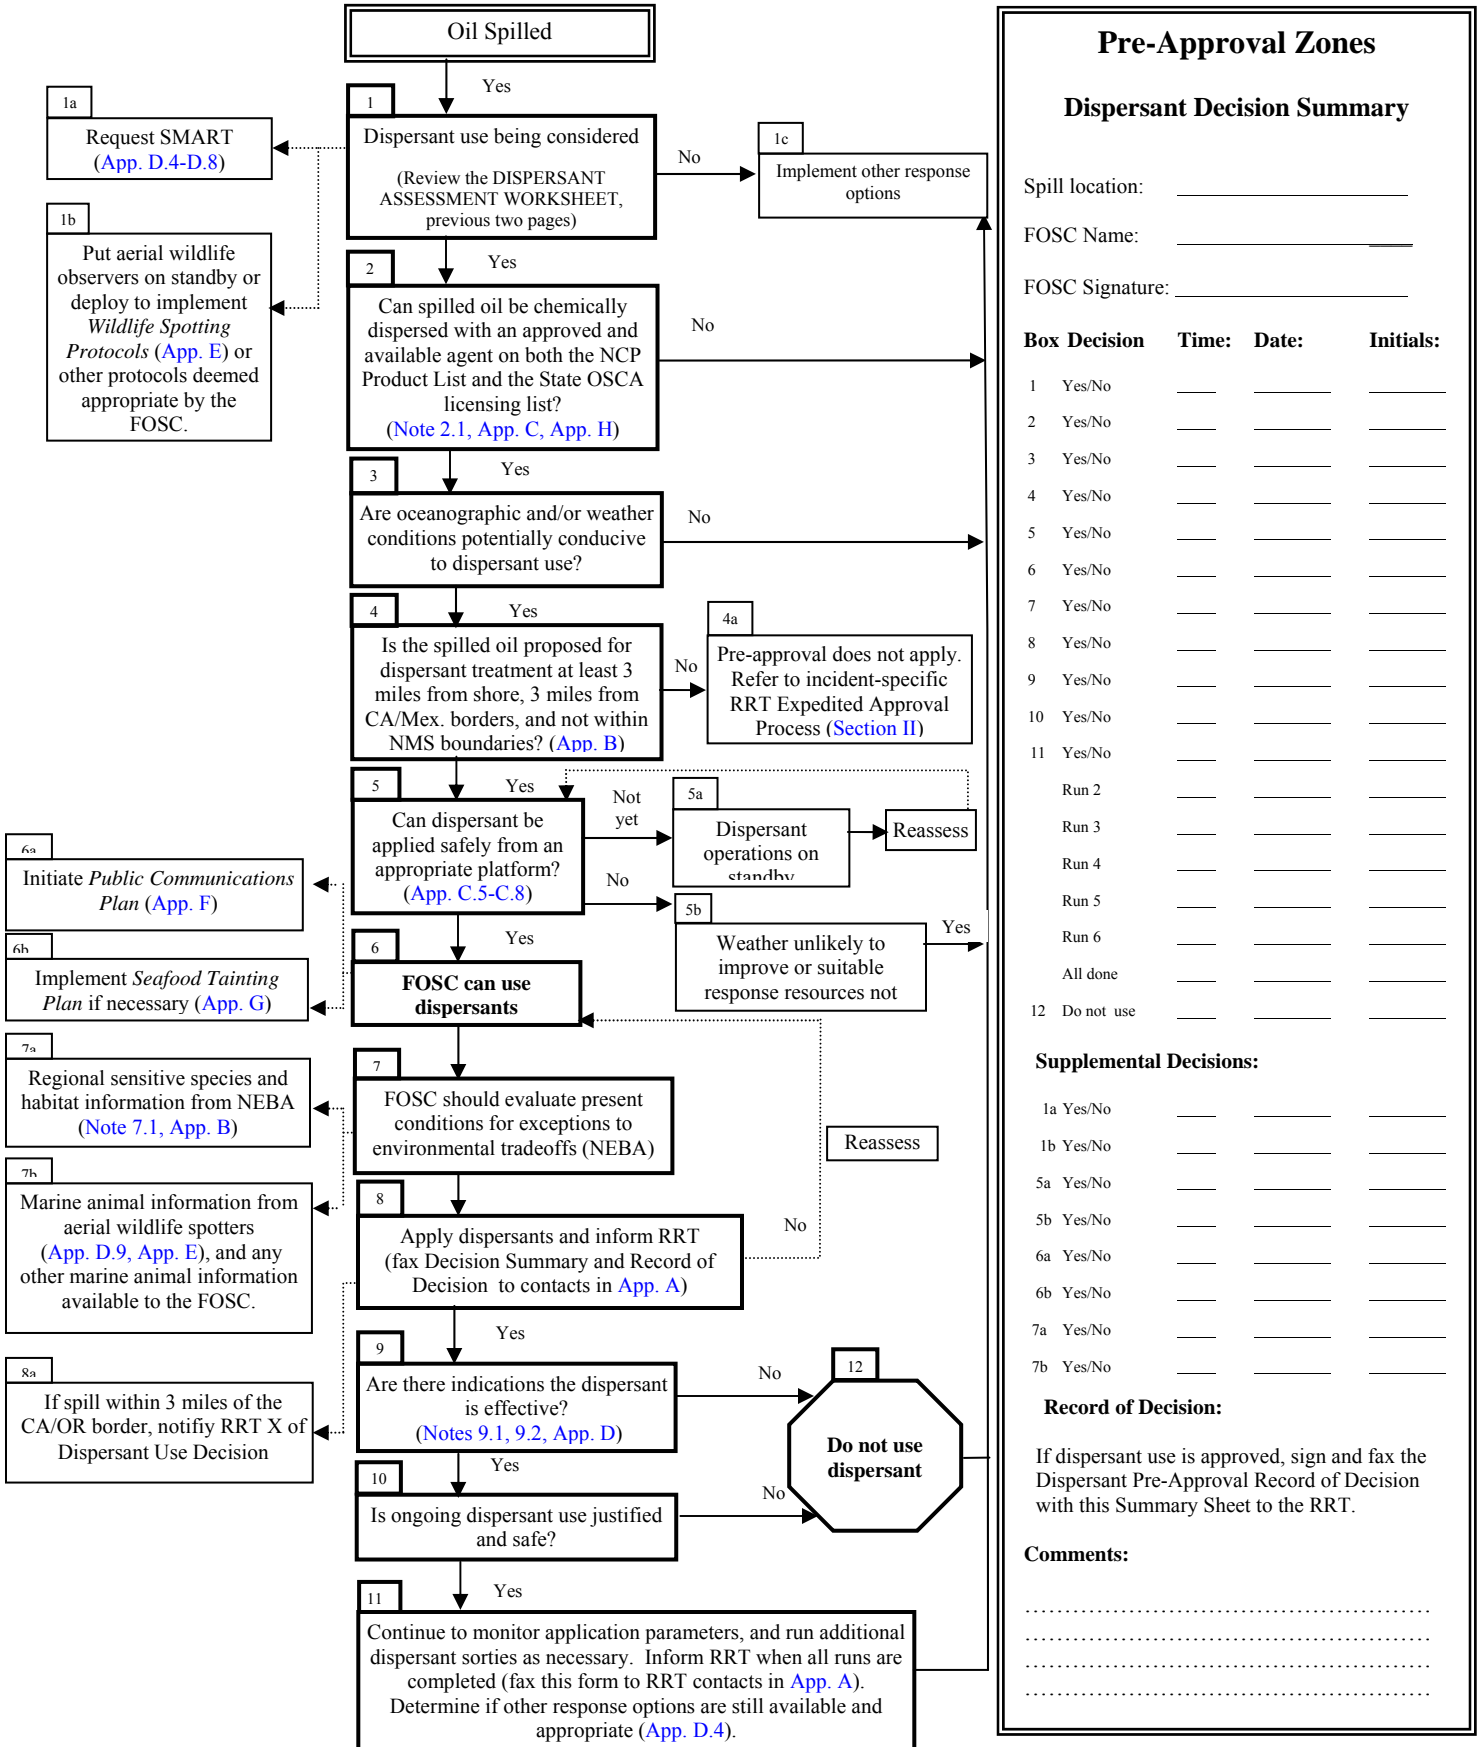 Oil Spilled
Yes
1a
Request SMART
(App. D.4-D.8)
1b
Put aerial wildlife
observers on standby or
deploy to implement
Wildlife Spotting
Protocols (App. E) or
other protocols deemed
appropriate by the
FOSC.
1
Dispersant use being considered
(Review the DISPERSANT
ASSESSMENT WORKSHEET,
previous two pages)
No
1c
Implement other response
options
Yes
2
Can spilled oil be chemically
dispersed with an approved and
available agent on both the NCP
Product List and the State OSCA
licensing list?
(Note 2.1, App. C, App. H)
No
Yes
3
Are oceanographic and/or weather
conditions potentially conducive
to dispersant use?
No
Yes
4
Is the spilled oil proposed for
dispersant treatment at least 3
miles from shore, 3 miles from
CA/Mex. borders, and not within
NMS boundaries? (App. B)
No
4a
Pre-approval does not apply.
Refer to incident-specific
RRT Expedited Approval
Process (Section II)
Yes
5
Can dispersant be
applied safely from an
appropriate platform?
(App. C.5-C.8)
Not
yet
5a
Dispersant
operations on
standby
Reassess
No
5b
Weather unlikely to
improve or suitable
response resources not
Yes
Yes
6a
Initiate Public Communications
Plan (App. F)
6b
Implement Seafood Tainting
Plan if necessary (App. G)
6
FOSC can use
dispersants
7a
Regional sensitive species and
habitat information from NEBA
(Note 7.1, App. B)
7b
Marine animal information from
aerial wildlife spotters
(App. D.9, App. E), and any
other marine animal information
available to the FOSC.
7
FOSC should evaluate present
conditions for exceptions to
environmental tradeoffs (NEBA)
Reassess
8
Apply dispersants and inform RRT
(fax Decision Summary and Record of
Decision to contacts in App. A)
No
8a
If spill within 3 miles of the
CA/OR border, notifiy RRT X of
Dispersant Use Decision
Yes
9
Are there indications the dispersant
is effective?
(Notes 9.1, 9.2, App. D)
No
12
Do not use
dispersant
Yes
10
Is ongoing dispersant use justified
and safe?
No
Yes
11
Continue to monitor application parameters, and run additional
dispersant sorties as necessary. Inform RRT when all runs are
completed (fax this form to RRT contacts in App. A).
Determine if other response options are still available and
appropriate (App. D.4).
Pre-Approval Zones
Dispersant Decision Summary
Spill location:
FOSC Name:
FOSC Signature:
Box Decision Time: Date: Initials:
1 Yes/No
2 Yes/No
3 Yes/No
4 Yes/No
5 Yes/No
6 Yes/No
7 Yes/No
8 Yes/No
9 Yes/No
10 Yes/No
11 Yes/No
Run 2
Run 3
Run 4
Run 5
Run 6
All done
12 Do not use
Supplemental Decisions:
1a Yes/No
1b Yes/No
5a Yes/No
5b Yes/No
6a Yes/No
6b Yes/No
7a Yes/No
7b Yes/No
Record of Decision:
If dispersant use is approved, sign and fax the
Dispersant Pre-Approval Record of Decision
with this Summary Sheet to the RRT.
Comments: